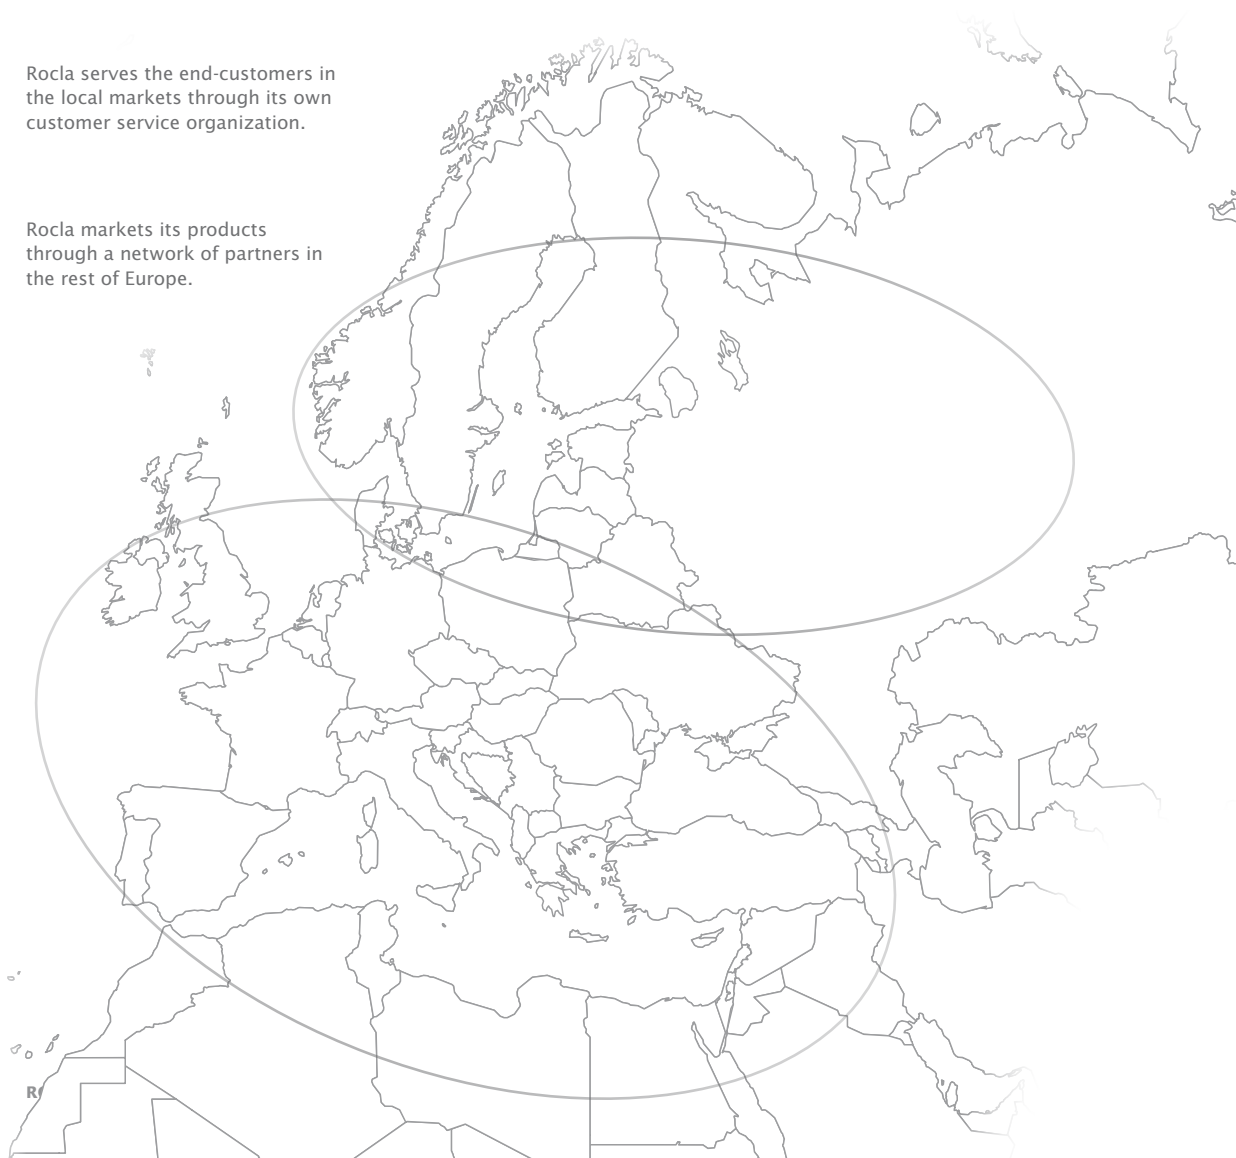 Rocla serves the end-customers in
the local markets through its own
customer service organization.
Rocla markets its products
through a network of partners in
the rest of Europe.